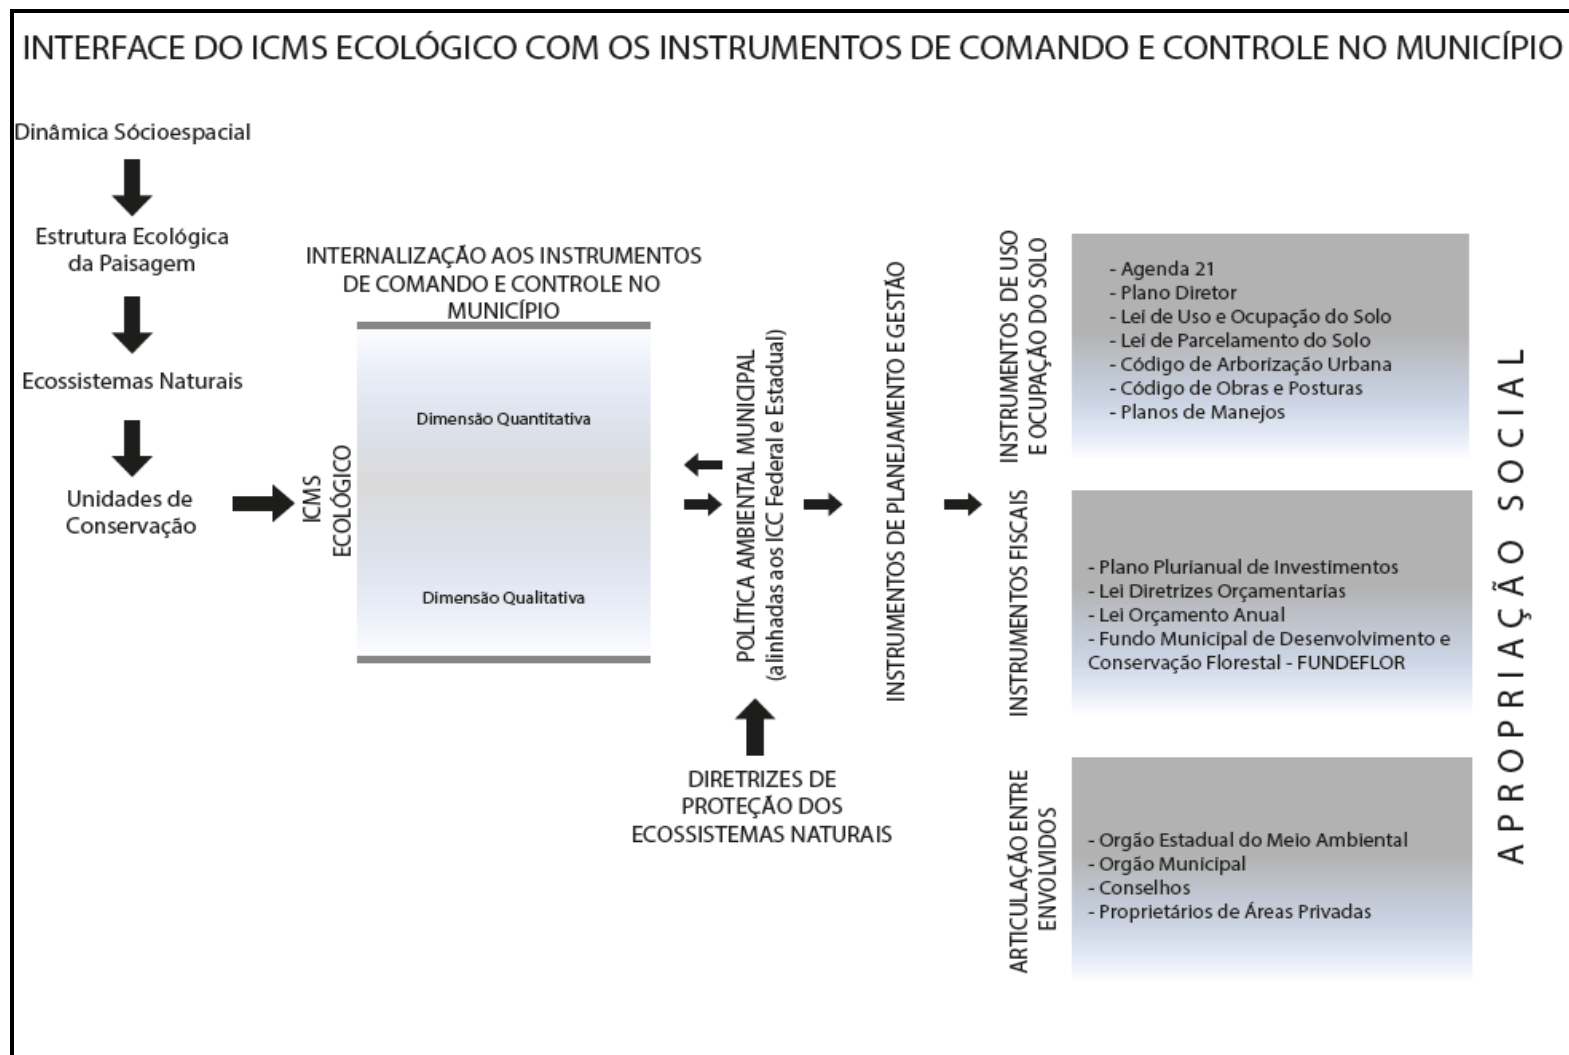 INTERFACE DO ICMS ECOLÓGICO COM OS INSTRUMENTOS DE COMANDO E CONTROLE NO MUNICÍPIO
Dinâmica Sócioespacial
Estrutura Ecológica
da Paisagem
Ecossistemas Naturais
Unidades de
Conservação
ICMS
ECOLÓGICO
INTERNALIZAÇÃO AOS INSTRUMENTOS
DE COMANDO E CONTROLE NO
MUNICÍPIO
Dimensão Quantitativa
Dimensão Qualitativa
POLÍTICA AMBIENTAL MUNICIPAL
(alinhadas aos ICC Federal e Estadual)
DIRETRIZES DE
PROTEÇÃO DOS
ECOSSISTEMAS NATURAIS
INSTRUMENTOS DE PLANEJAMENTO E GESTÃO
INSTRUMENTOS DE USO
E OCUPAÇÃO DO SOLO
- Agenda 21
- Plano Diretor
- Lei de Uso e Ocupação do Solo
- Lei de Parcelamento do Solo
- Código de Arborização Urbana
- Código de Obras e Posturas
- Planos de Manejos
INSTRUMENTOS FISCAIS
- Plano Plurianual de Investimentos
- Lei Diretrizes Orçamentarias
- Lei Orçamento Anual
- Fundo Municipal de Desenvolvimento e
Conservação Florestal - FUNDEFLOR
ARTICULAÇÃO ENTRE
ENVOLVIDOS
- Orgão Estadual do Meio Ambiental
- Orgão Municipal
- Conselhos
- Proprietários de Áreas Privadas
APROPRIAÇÃO SOCIAL